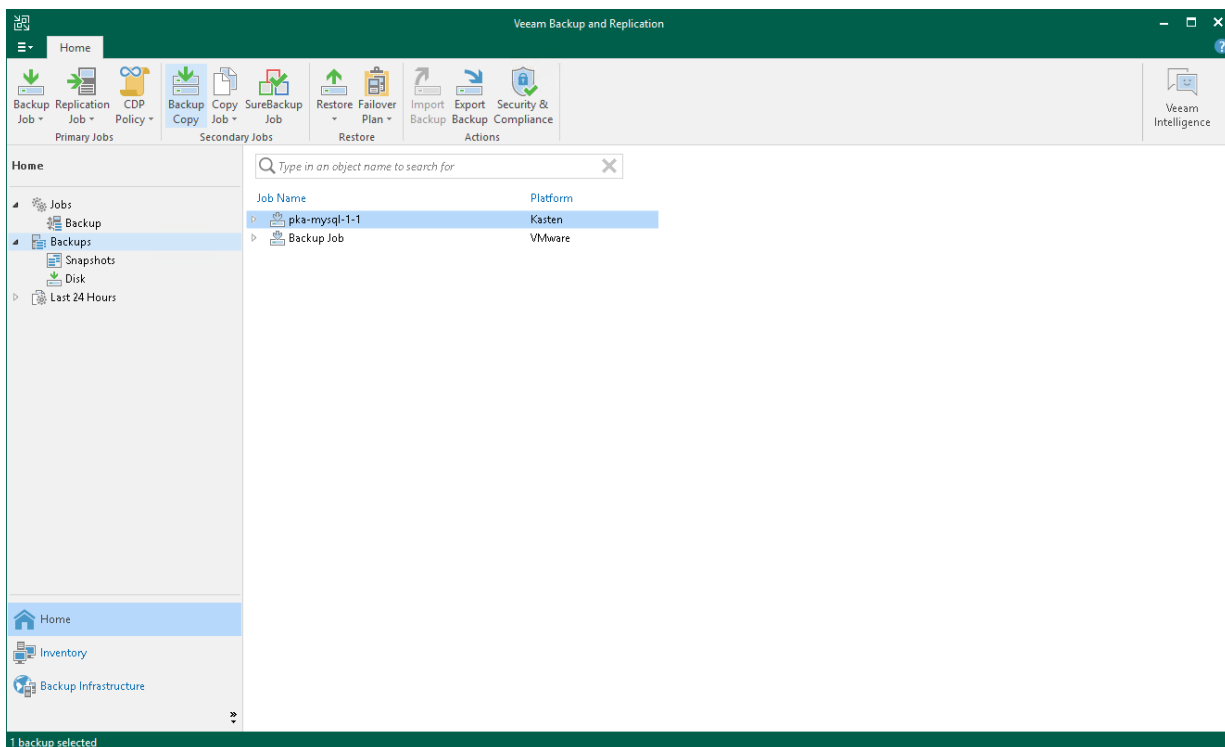 Veeam Backup and Replication
Home
Backup Job
Replication Job
CDP Policy
Primary Jobs
Backup Copy
Copy Job
SureBackup Job
Secondary Jobs
Restore
Failover Plan
Restore
Import Backup
Export Backup
Security & Compliance
Actions
Veeam Intelligence
Home
Type in an object name to search for
Jobs
Backup
Backups
Snapshots
Disk
Last 24 Hours
Job Name Platform
pka-mysql-1-1 Kasten
Backup Job VMware
Home
Inventory
Backup Infrastructure
1 backup selected